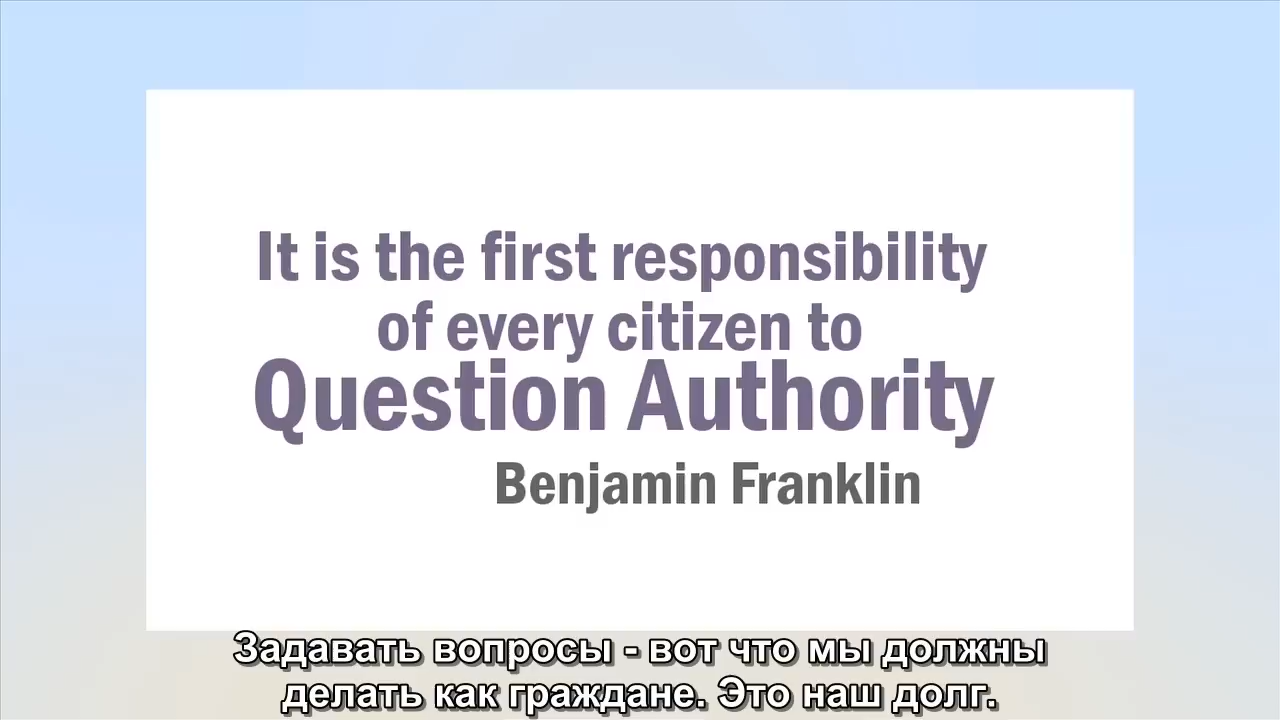 It is the first responsibility
of every citizen to
Question Authority
Benjamin Franklin
Задавать вопросы - вот что мы должны
делать как граждане. Это наш долг.